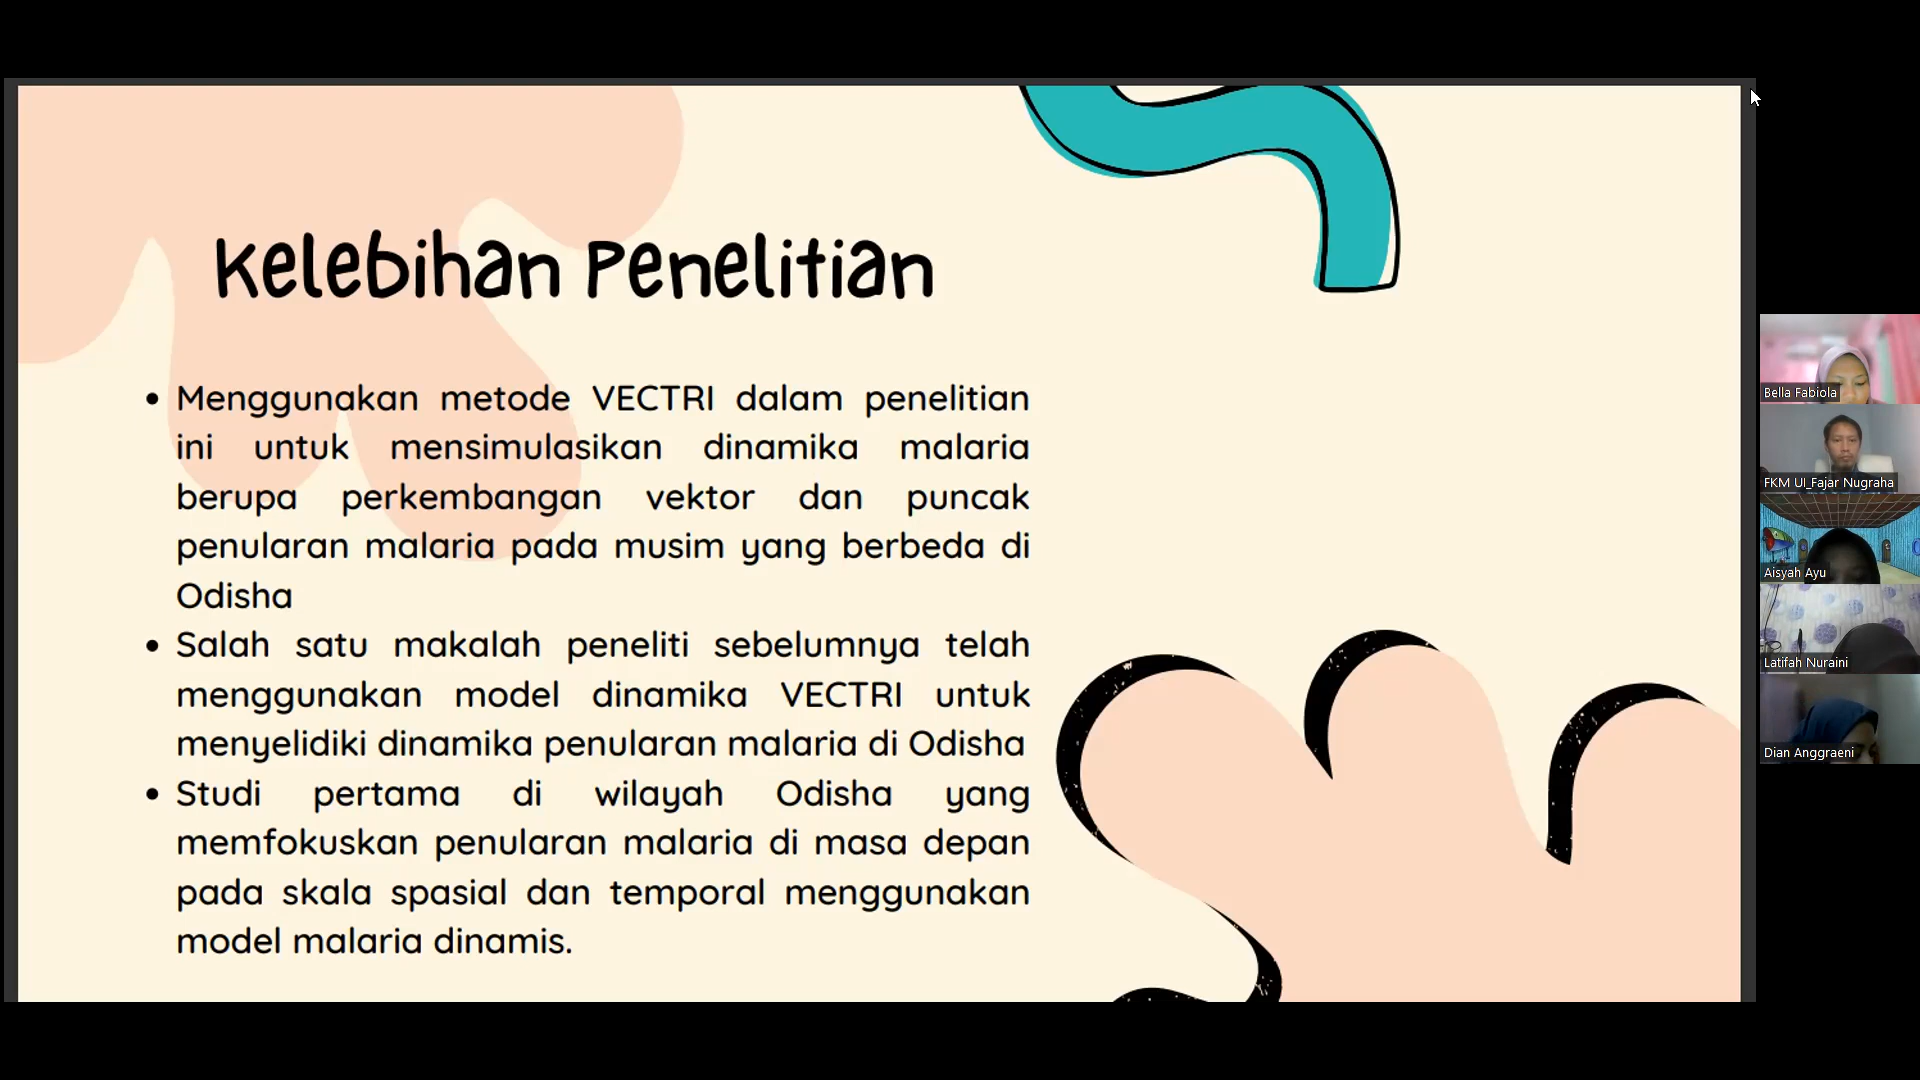 Kelebihan Penelitian
• Menggunakan metode VECTRI dalam penelitian
ini untuk mensimulasikan dinamika malaria
berupa perkembangan vektor dan puncak
penularan malaria pada musim yang berbeda di
Odisha
• Salah satu makalah peneliti sebelumnya telah
menggunakan model dinamika VECTRI untuk
menyelidiki dinamika penularan malaria di Odisha
• Studi pertama di wilayah Odisha yang
memfokuskan penularan malaria di masa depan
pada skala spasial dan temporal menggunakan
model malaria dinamis.
Bella Fabiola
FKM UI_Fajar Nugraha
Aisyah Ayu
Latifah Nuraini
Dian Anggraeni